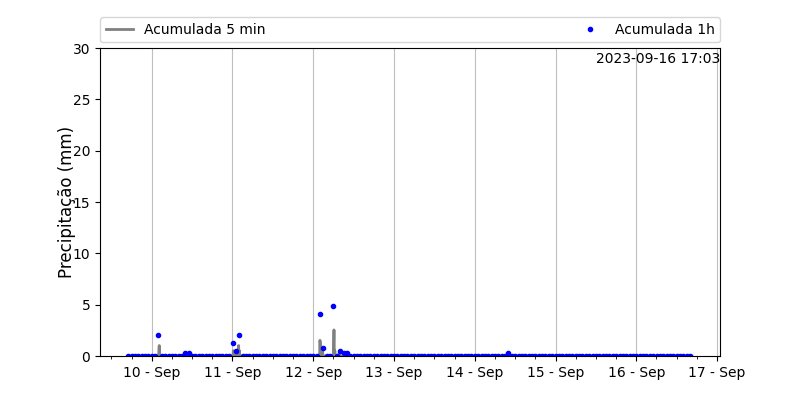 Acumulada 5 min
Acumulada 1h
2023-09-16 17:03
Precipitação (mm)
30
25
20
15
10
5
0
10 - Sep
11 - Sep
12 - Sep
13 - Sep
14 - Sep
15 - Sep
16 - Sep
17 - Sep